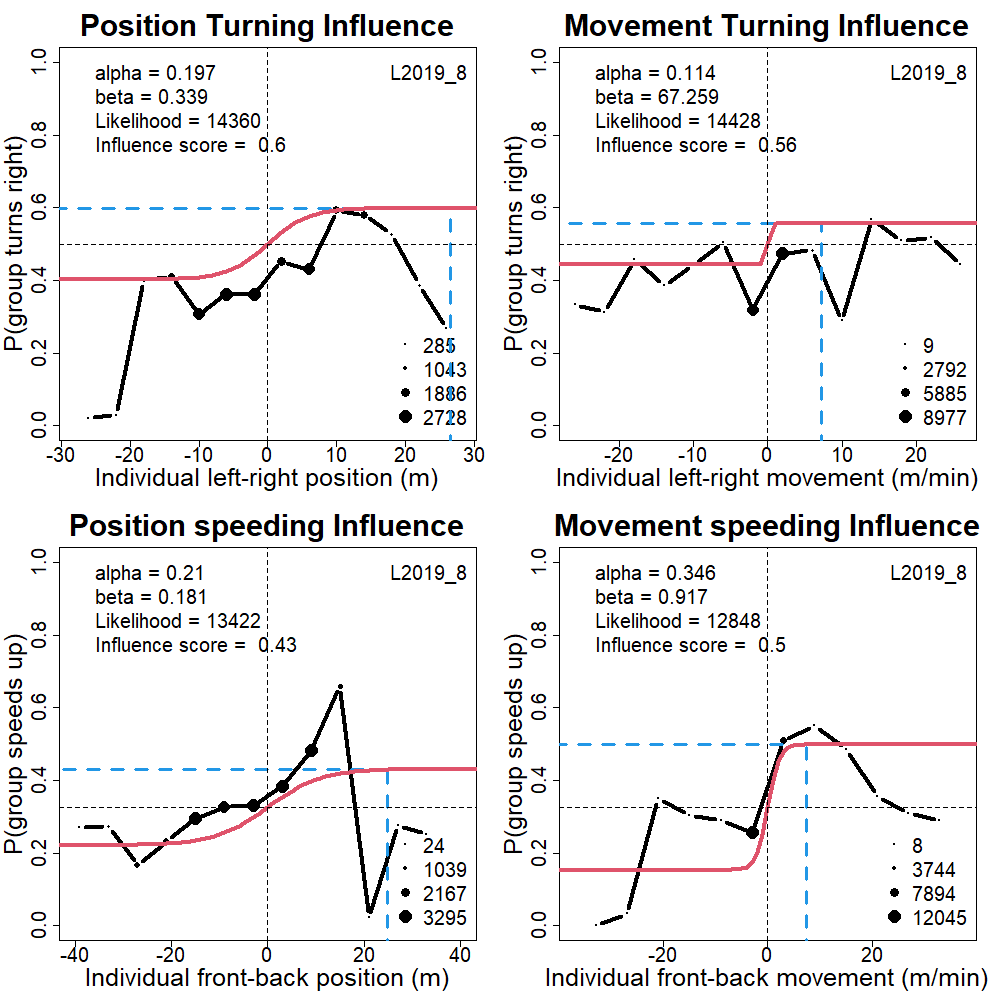 Position Turning Influence
alpha = 0.197
L2019_8
beta = 0.339
Likelihood = 14360
Influence score = 0.6
P(group turns right)
1.0
0.8
0.6
0.4
0.2
0.0
285
1043
1886
2728
-30
-20
-10
0
10
20
30
Individual left-right position (m)
Movement Turning Influence
alpha = 0.114
L2019_8
beta = 67.259
Likelihood = 14428
Influence score = 0.56
P(group turns right)
1.0
0.8
0.6
0.4
0.2
0.0
9
2792
5885
8977
-20
-10
0
10
20
Individual left-right movement (m/min)
Position speeding Influence
alpha = 0.21
L2019_8
beta = 0.181
Likelihood = 13422
Influence score = 0.43
P(group speeds up)
1.0
0.8
0.6
0.4
0.2
0.0
24
1039
2167
3295
-40
-20
0
20
40
Individual front-back position (m)
Movement speeding Influence
alpha = 0.346
L2019_8
beta = 0.917
Likelihood = 12848
Influence score = 0.5
P(group speeds up)
1.0
0.8
0.6
0.4
0.2
0.0
8
3744
7894
12045
-20
0
20
Individual front-back movement (m/min)